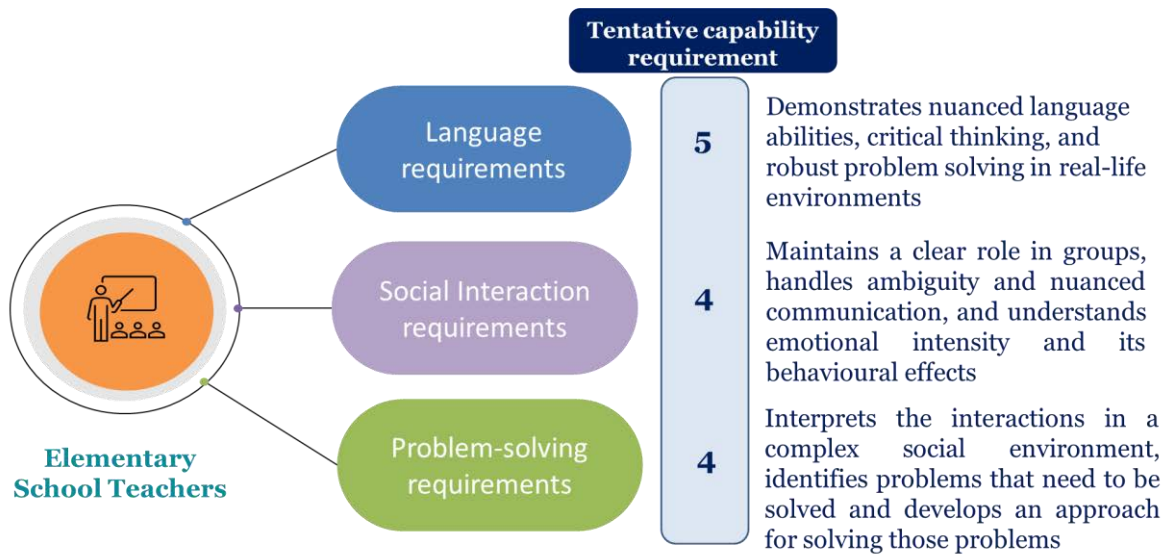 Tentative capability
requirement
Language
requirements
5
Demonstrates nuanced language
abilities, critical thinking, and
robust problem solving in real-life
environments
Social Interaction
requirements
4
Maintains a clear role in groups,
handles ambiguity and nuanced
communication, and understands
emotional intensity and its
behavioural effects
Problem-solving
requirements
4
Interprets the interactions in a
complex social environment,
identifies problems that need to be
solved and develops an approach
for solving those problems
Elementary
School Teachers